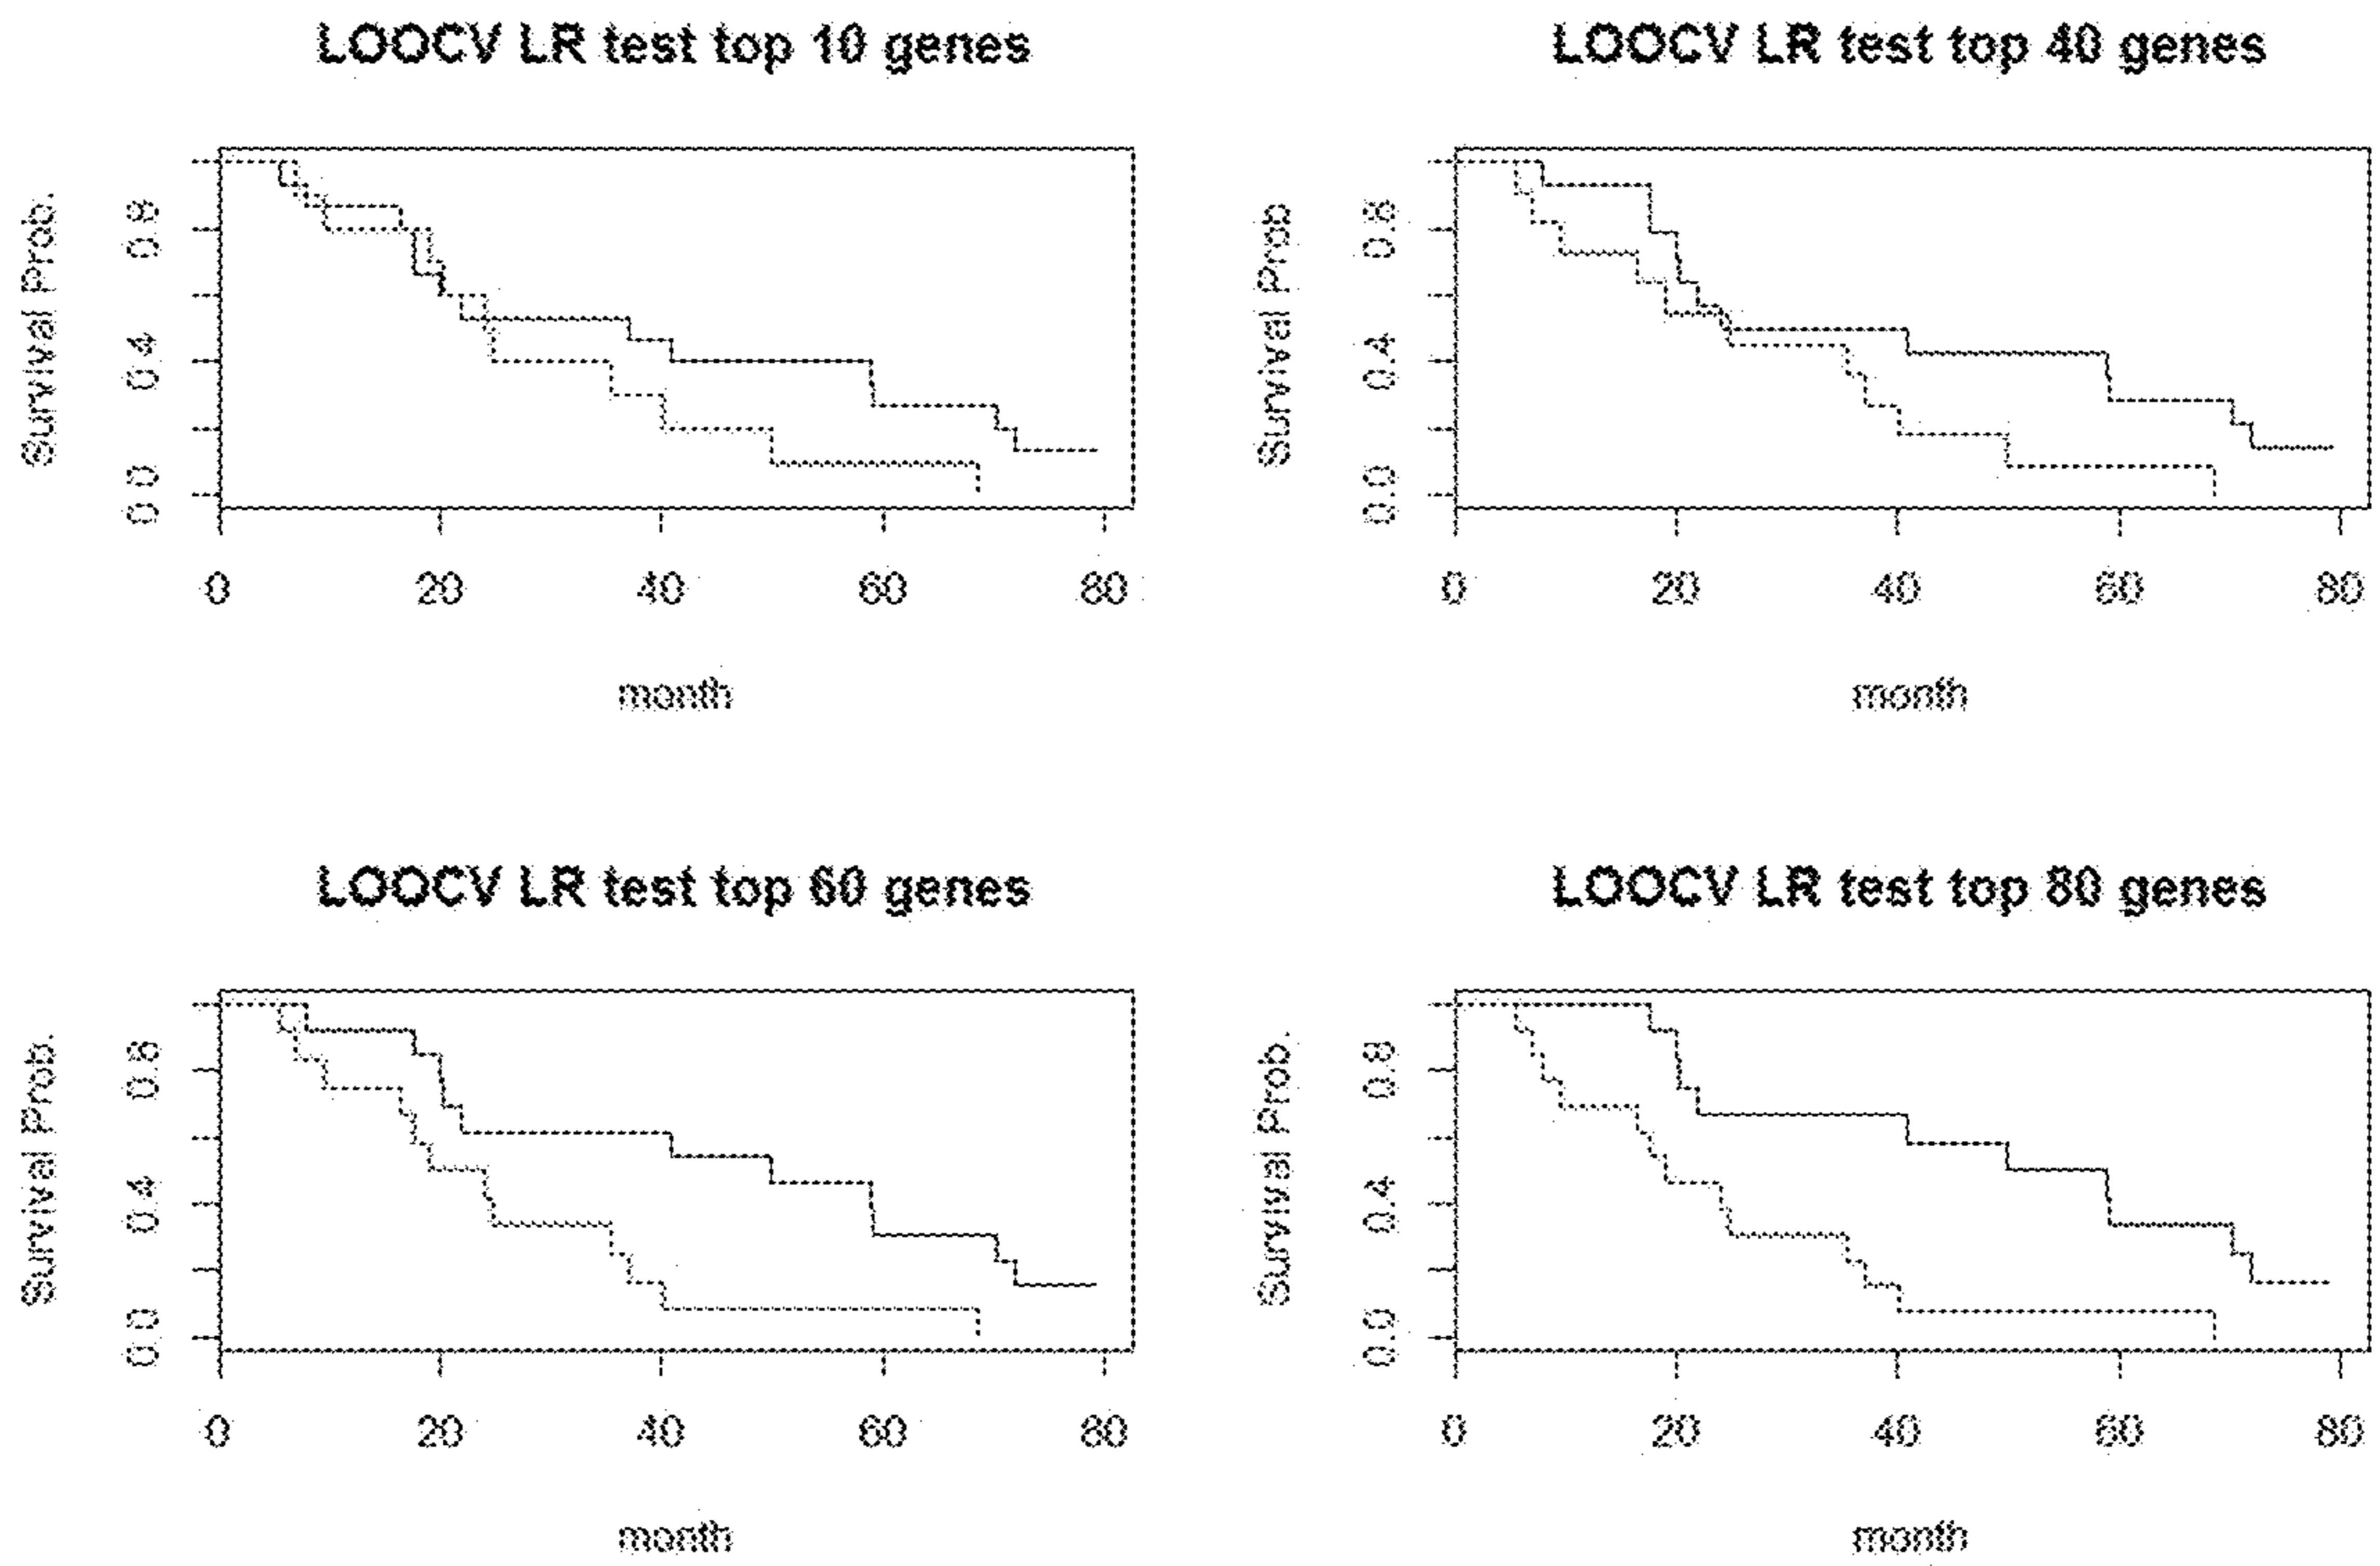 LOOCV LR test top 10 genes
Survival Prob.
0.0 0.4 0.8
0 20 40 60 80
month
LOOCV LR test top 40 genes
Survival Prob
0.0 0.4 0.8
0 20 40 60 80
month
LOOCV LR test top 60 genes
Survival Prob.
0.0 0.4 0.8
0 20 40 60 80
month
LOOCV LR test top 80 genes
Survival Prob.
0.0 0.4 0.8
0 20 40 60 80
month